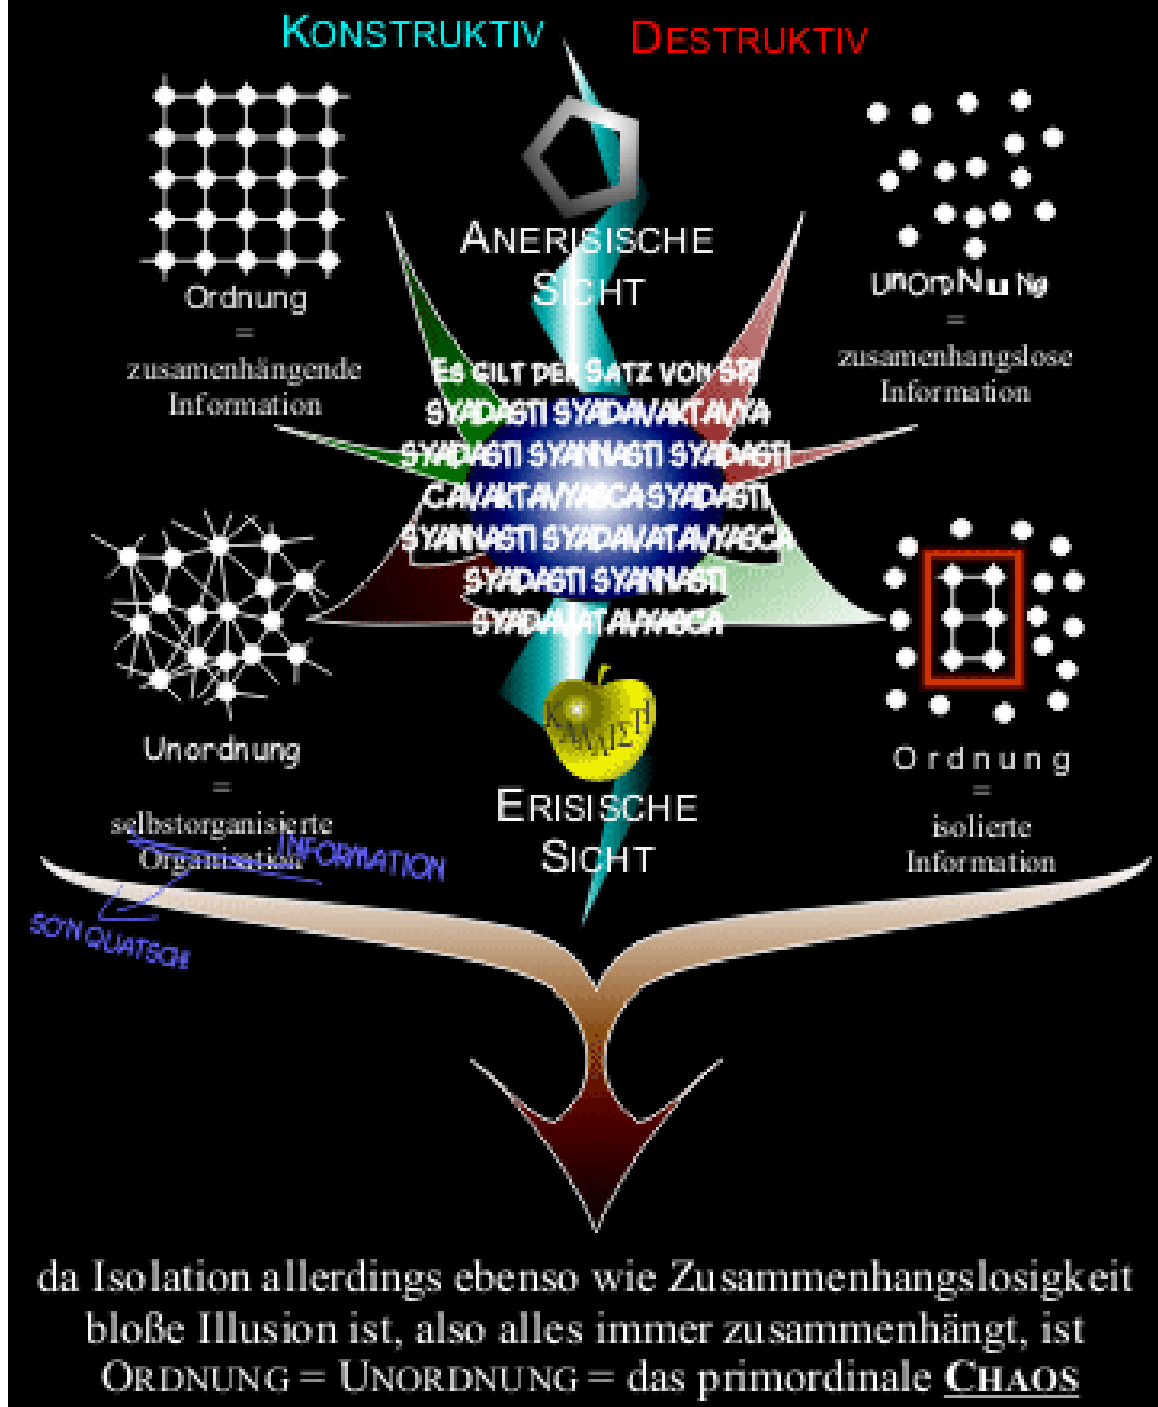 KONSTRUKTIV
DESTRUKTIV
ANERISISCHE
SICHT
Ordnung
=
zusamenhängende
Information
UnOrDNuNg
=
zusamenhangslose
Information
ES GILT DER SATZ VON SRI
SYADASTI SYADAVAKTAVYA
SYADASTI SYANNASTI SYADASTI
CAVAKTAVYASCA SYADASTI
SYANNASTI SYADAVATAVYASCA
SYADASTI SYANNASTI
SYADAVATAVYASCA
ΚΑΛΛΙΣΤΙ
ERISISCHE
SICHT
Unordnung
=
selbstorganisierte
Organisation
INFORMATION
SO'N QUATSCH!
Ordnung
=
isolierte
Information
da Isolation allerdings ebenso wie Zusammenhangslosigkeit
bloße Illusion ist, also alles immer zusammenhängt, ist
ORDNUNG = UNORDNUNG = das primordinale CHAOS